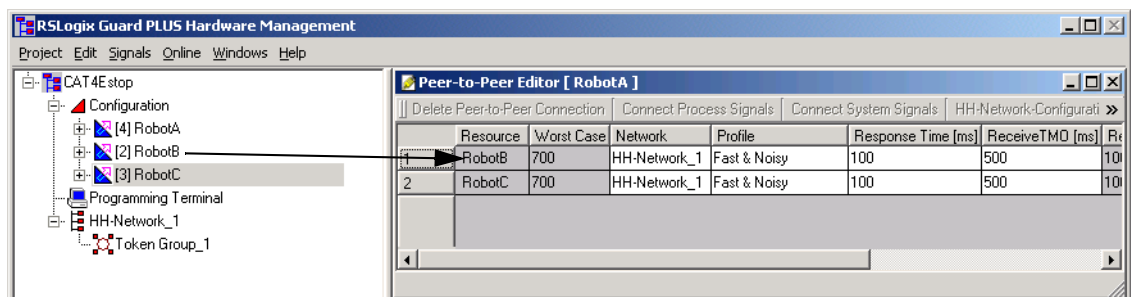 RSLogix Guard PLUS Hardware Management
Project Edit Signals Online Windows Help
CAT4Estop
Configuration
[4] RobotA
[2] RobotB
[3] RobotC
Programming Terminal
HH-Network_1
Token Group_1
Peer-to-Peer Editor [ RobotA ]
Delete Peer-to-Peer Connection Connect Process Signals Connect System Signals HH-Network-Configurati »
Resource Worst Case Network Profile Response Time [ms] ReceiveTMO [ms] Re
1 RobotB 700 HH-Network_1 Fast & Noisy 100 500 10
2 RobotC 700 HH-Network_1 Fast & Noisy 100 500 10